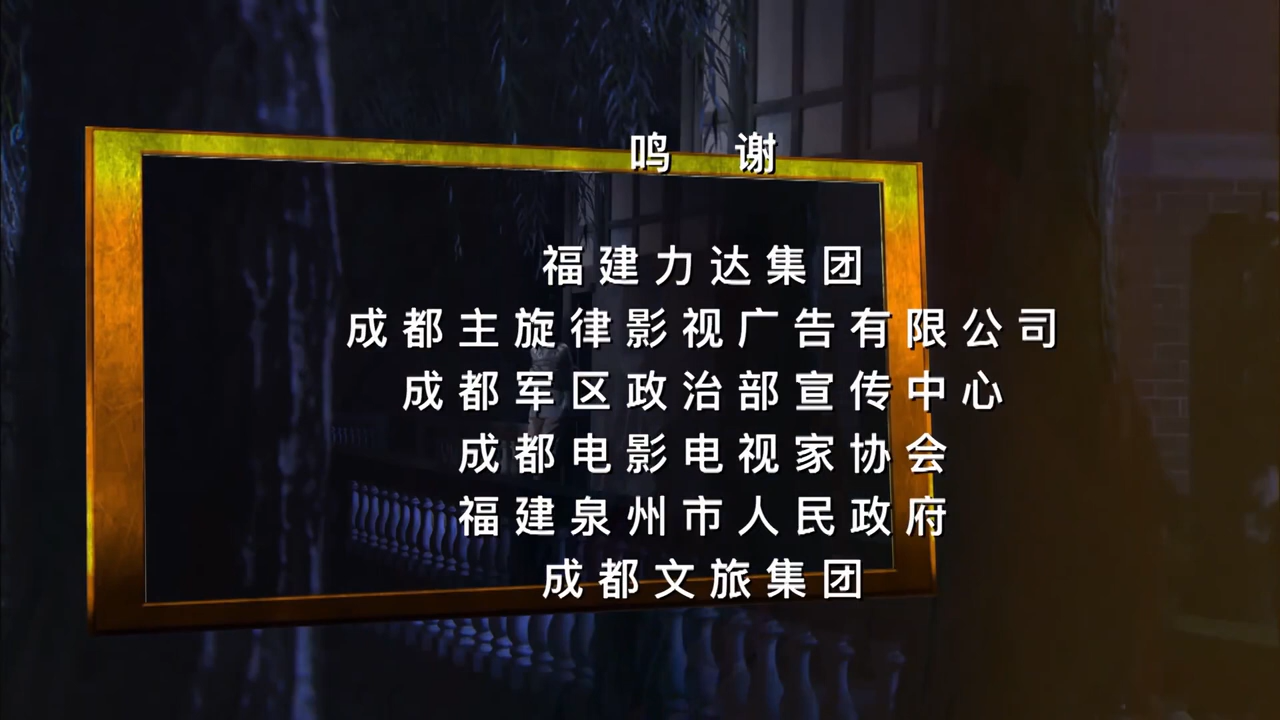 鸣 谢
福建力达集团
成都主旋律影视广告有限公司
成都军区政治部宣传中心
成都电影电视家协会
福建泉州市人民政府
成都文旅集团